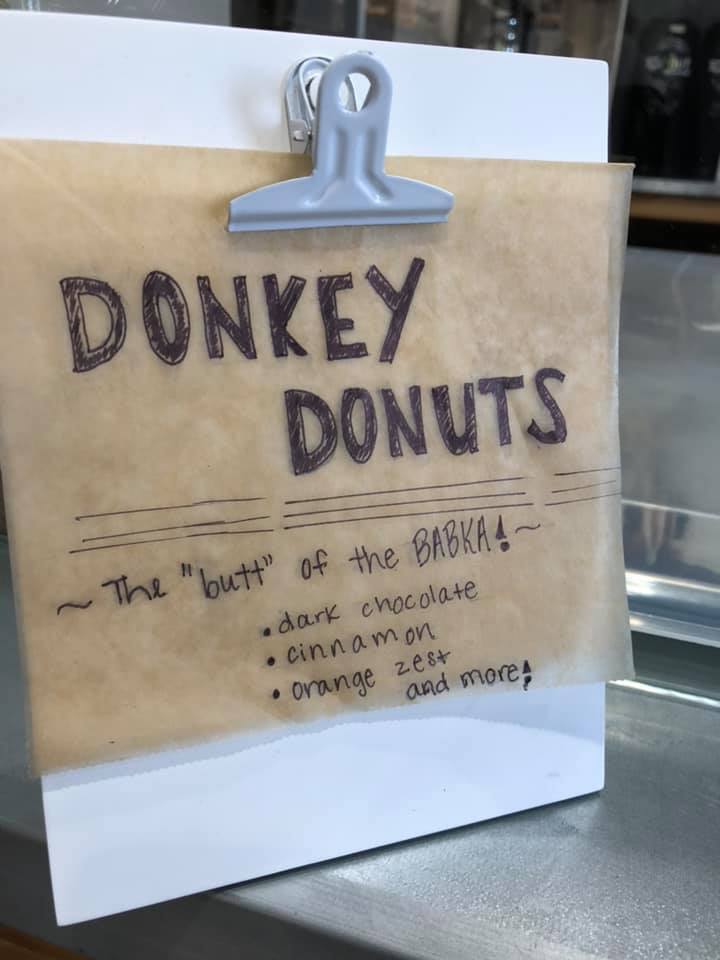 DONKEY
DONUTS
~ The "butt" of the BABKA! ~
• dark chocolate
• cinnamon
• orange zest
and more!